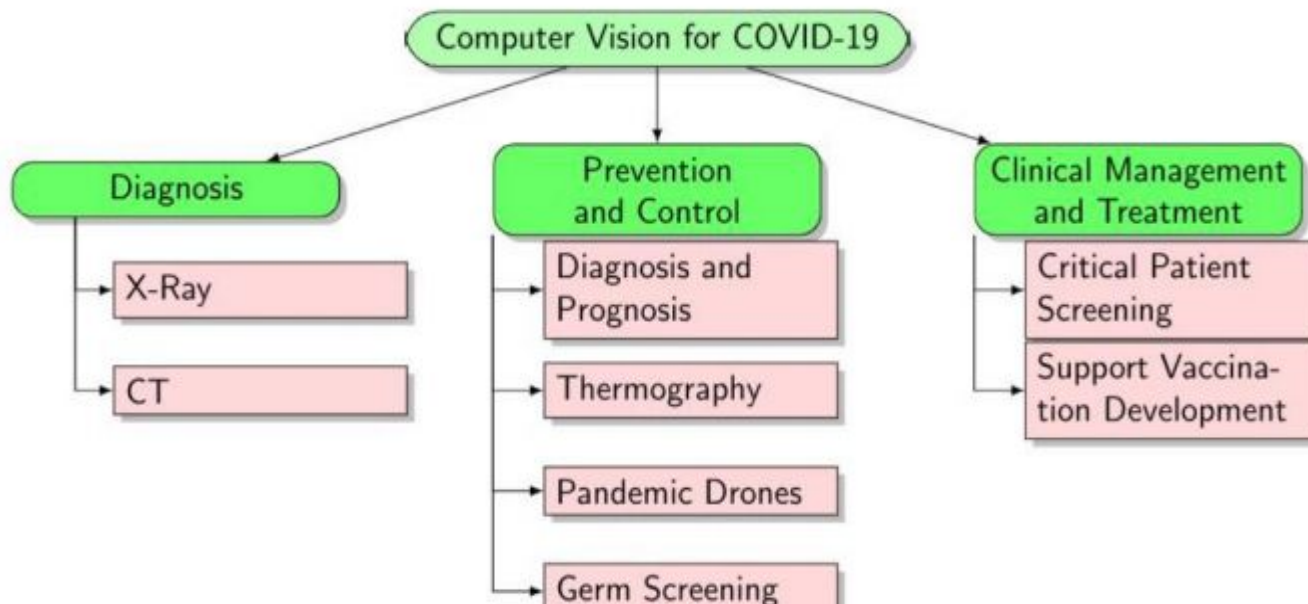 Computer Vision for COVID-19
Diagnosis
X-Ray
CT
Prevention
and Control
Diagnosis and
Prognosis
Thermography
Pandemic Drones
Germ Screening
Clinical Management
and Treatment
Critical Patient
Screening
Support Vaccina-
tion Development